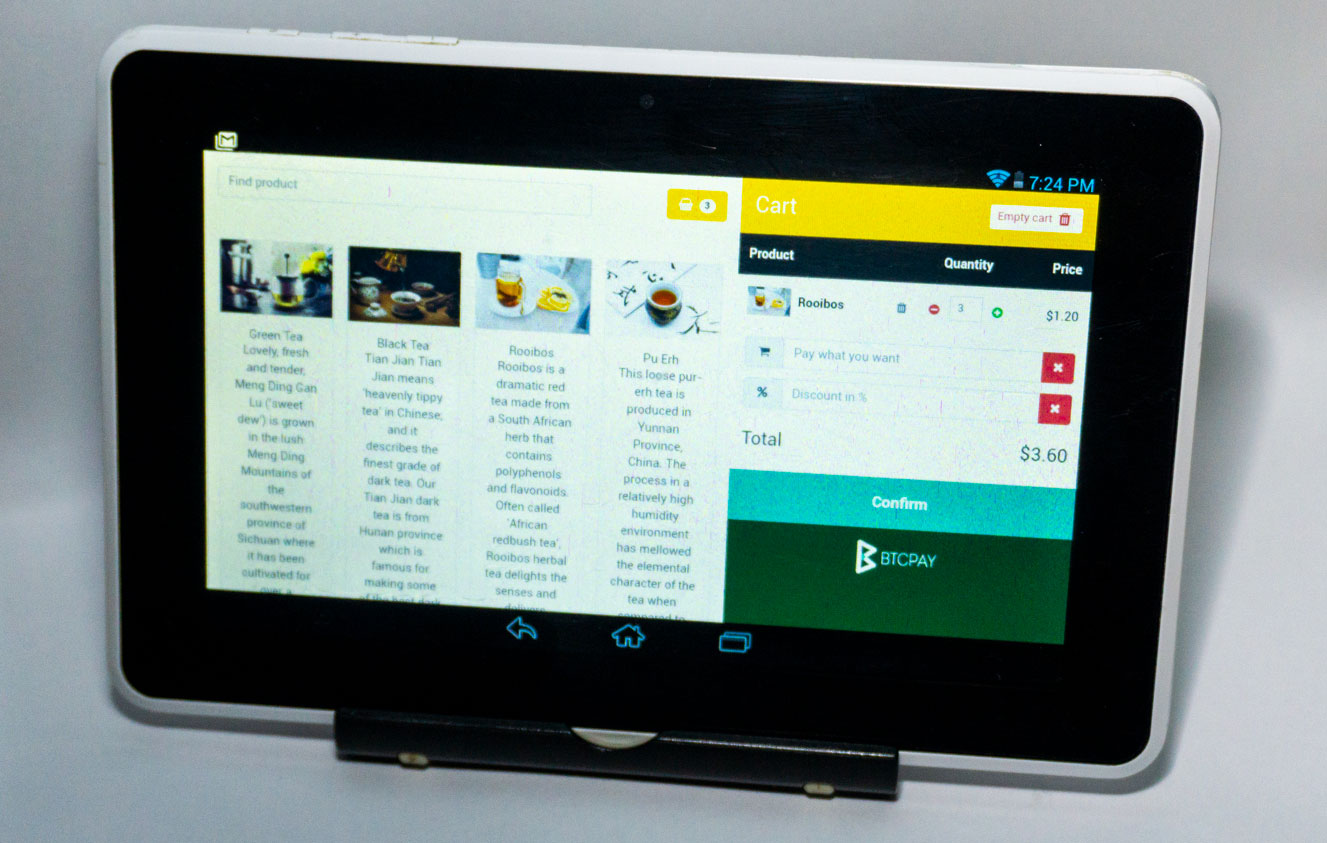 7:24 PM
Find product
3
Green Tea
Lovely, fresh
and tender,
Meng Ding Gan
Lu ('sweet
dew') is grown
in the lush
Meng Ding
Mountains of
the
southwestern
province of
Sichuan where
it has been
cultivated for
over a
Black Tea
Tian Jian Tian
Jian means
'heavenly tippy
tea' in Chinese;
and it
describes the
finest grade of
dark tea. Our
Tian Jian dark
tea is from
Hunan province
which is
famous for
making some
of the best dark
Rooibos
Rooibos is a
dramatic red
tea made from
a South African
herb that
contains
polyphenols
and flavonoids.
Often called
'African
redbush tea',
Rooibos herbal
tea delights the
senses and
delivers
Pu Erh
This loose pur-
erh tea is
produced in
Yunnan
Province,
China. The
process in a
relatively high
humidity
environment
has mellowed
the elemental
character of the
tea when
compared to
Cart
Empty cart
Product Quantity Price
Rooibos 3 $1.20
Pay what you want
% Discount in %
Total $3.60
Confirm
BTCPAY